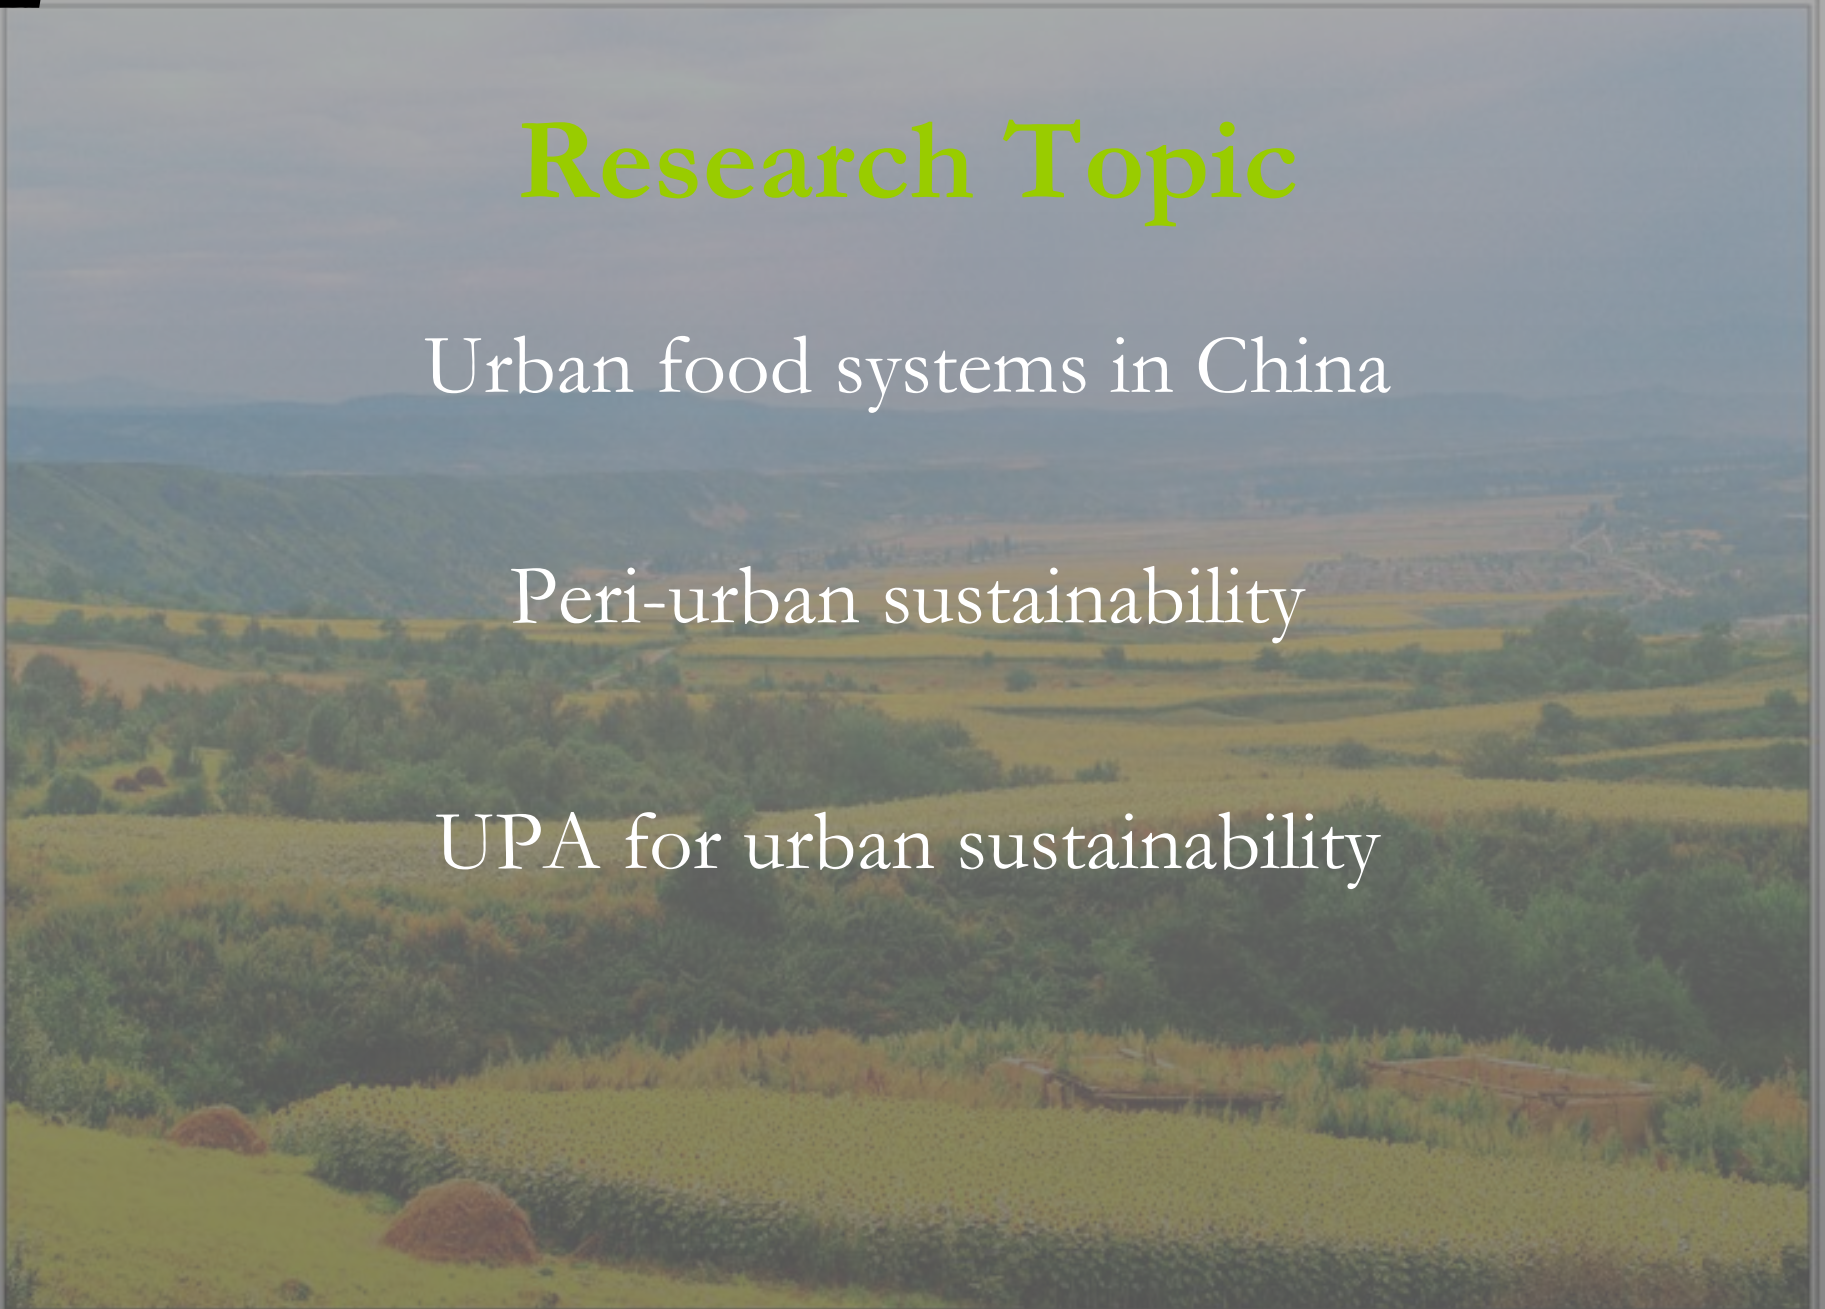 Research Topic
Urban food systems in China
Peri-urban sustainability
UPA for urban sustainability